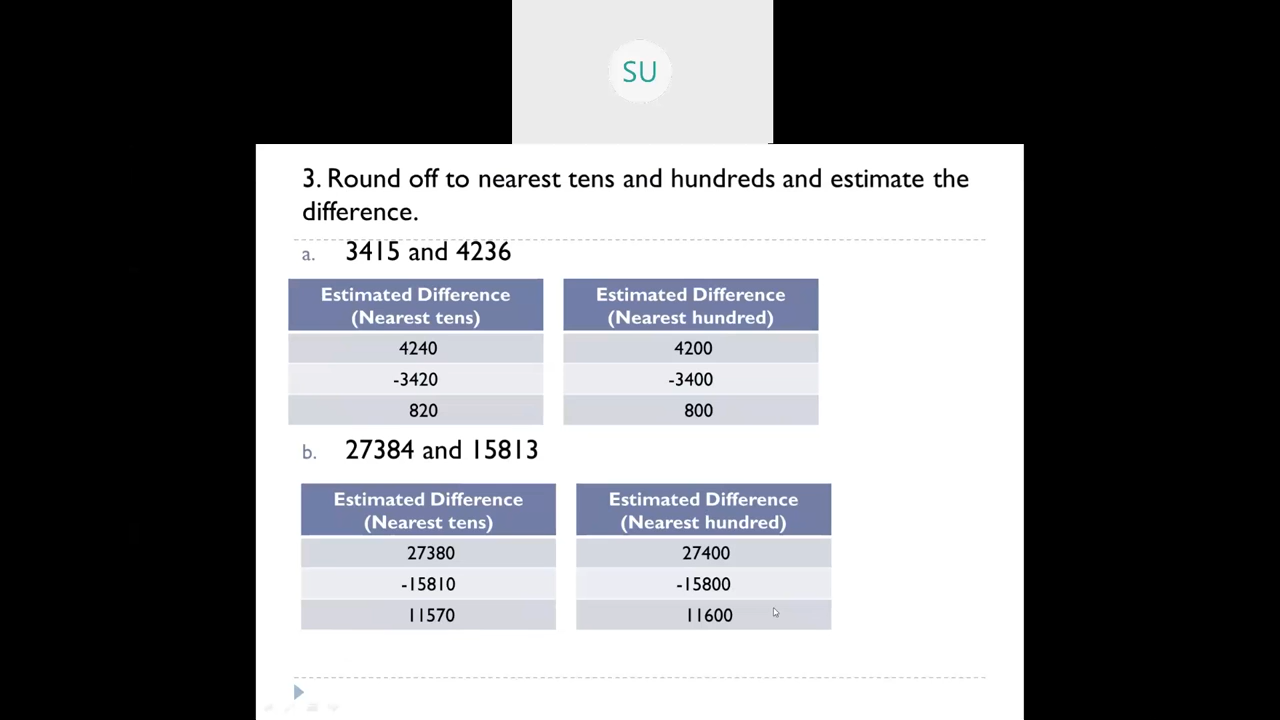 SU
3. Round off to nearest tens and hundreds and estimate the
difference.
a. 3415 and 4236
Estimated Difference
(Nearest tens)
4240
-3420
820
Estimated Difference
(Nearest hundred)
4200
-3400
800
b. 27384 and 15813
Estimated Difference
(Nearest tens)
27380
-15810
11570
Estimated Difference
(Nearest hundred)
27400
-15800
11600